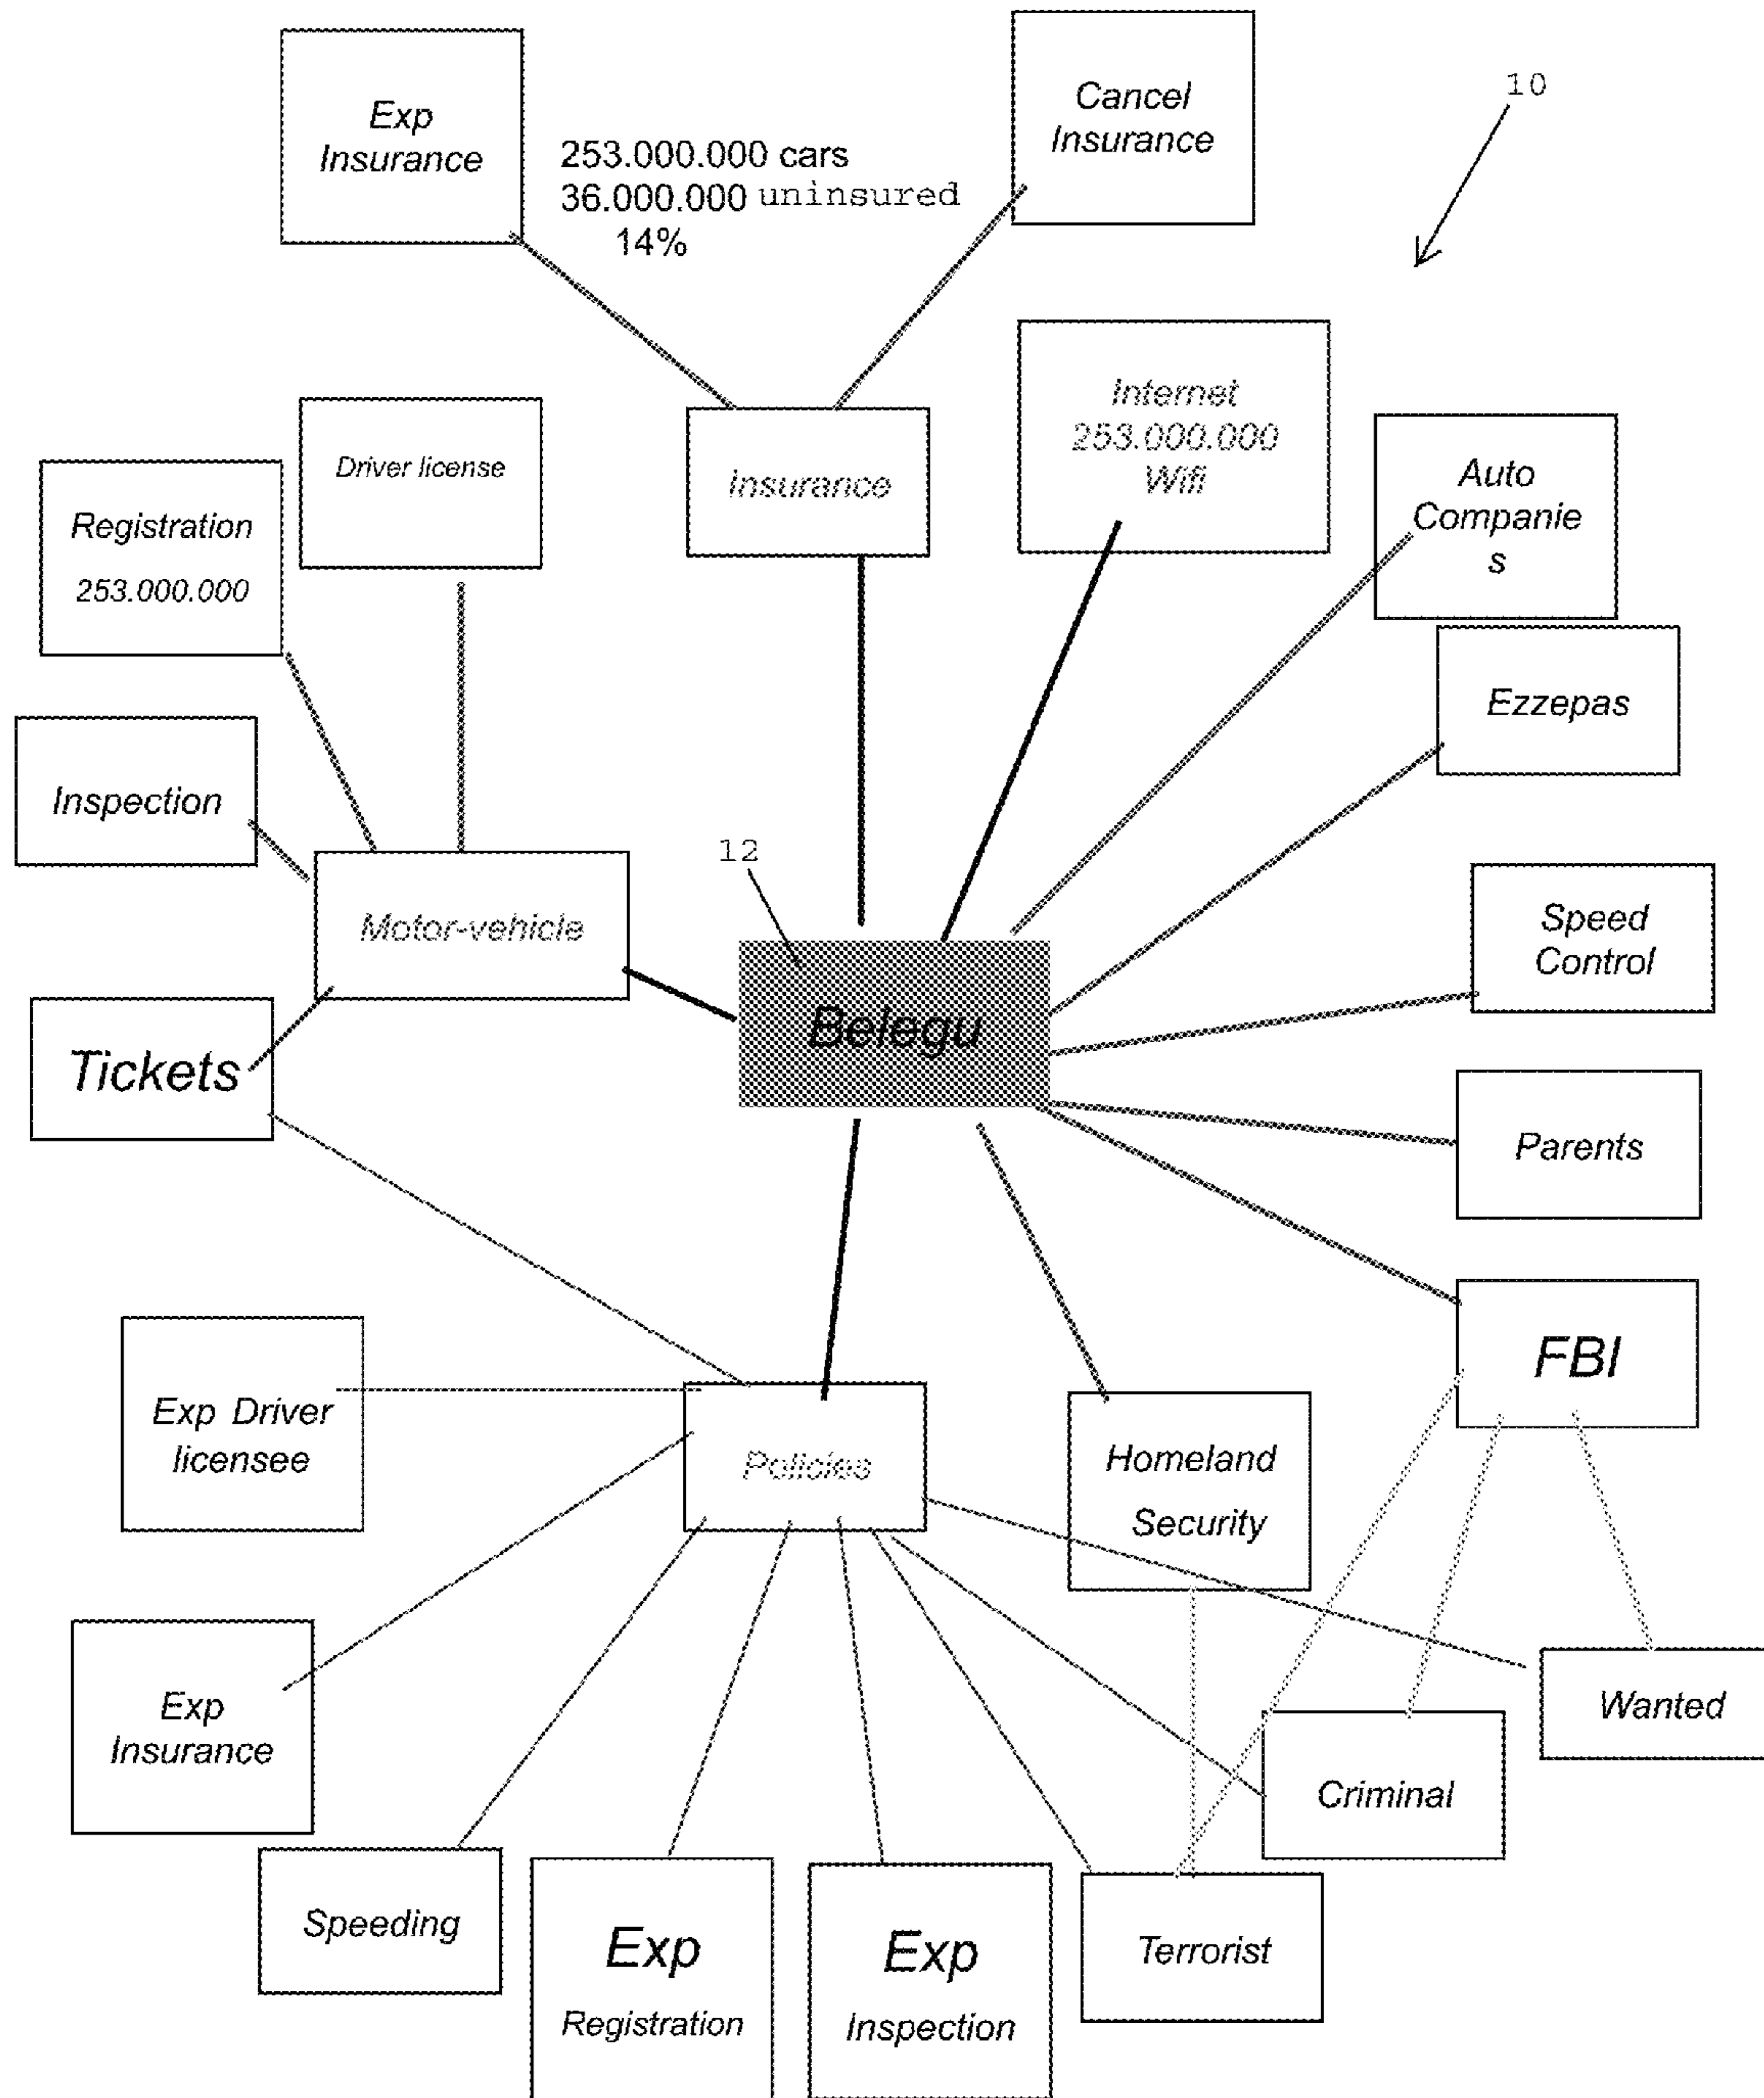 Exp
Insurance
253.000.000 cars
36.000.000 uninsured
14%
Cancel
Insurance
10
Driver license
Insurance
Internet
253.000.000
Wifi
Auto
Companie
s
Registration
253.000.000
Ezzepas
Inspection
Motor-vehicle
12
Speed
Control
Belegu
Tickets
Parents
FBI
Exp Driver
licensee
Policies
Homeland
Security
Exp
Insurance
Wanted
Criminal
Speeding
Exp
Registration
Exp
Inspection
Terrorist